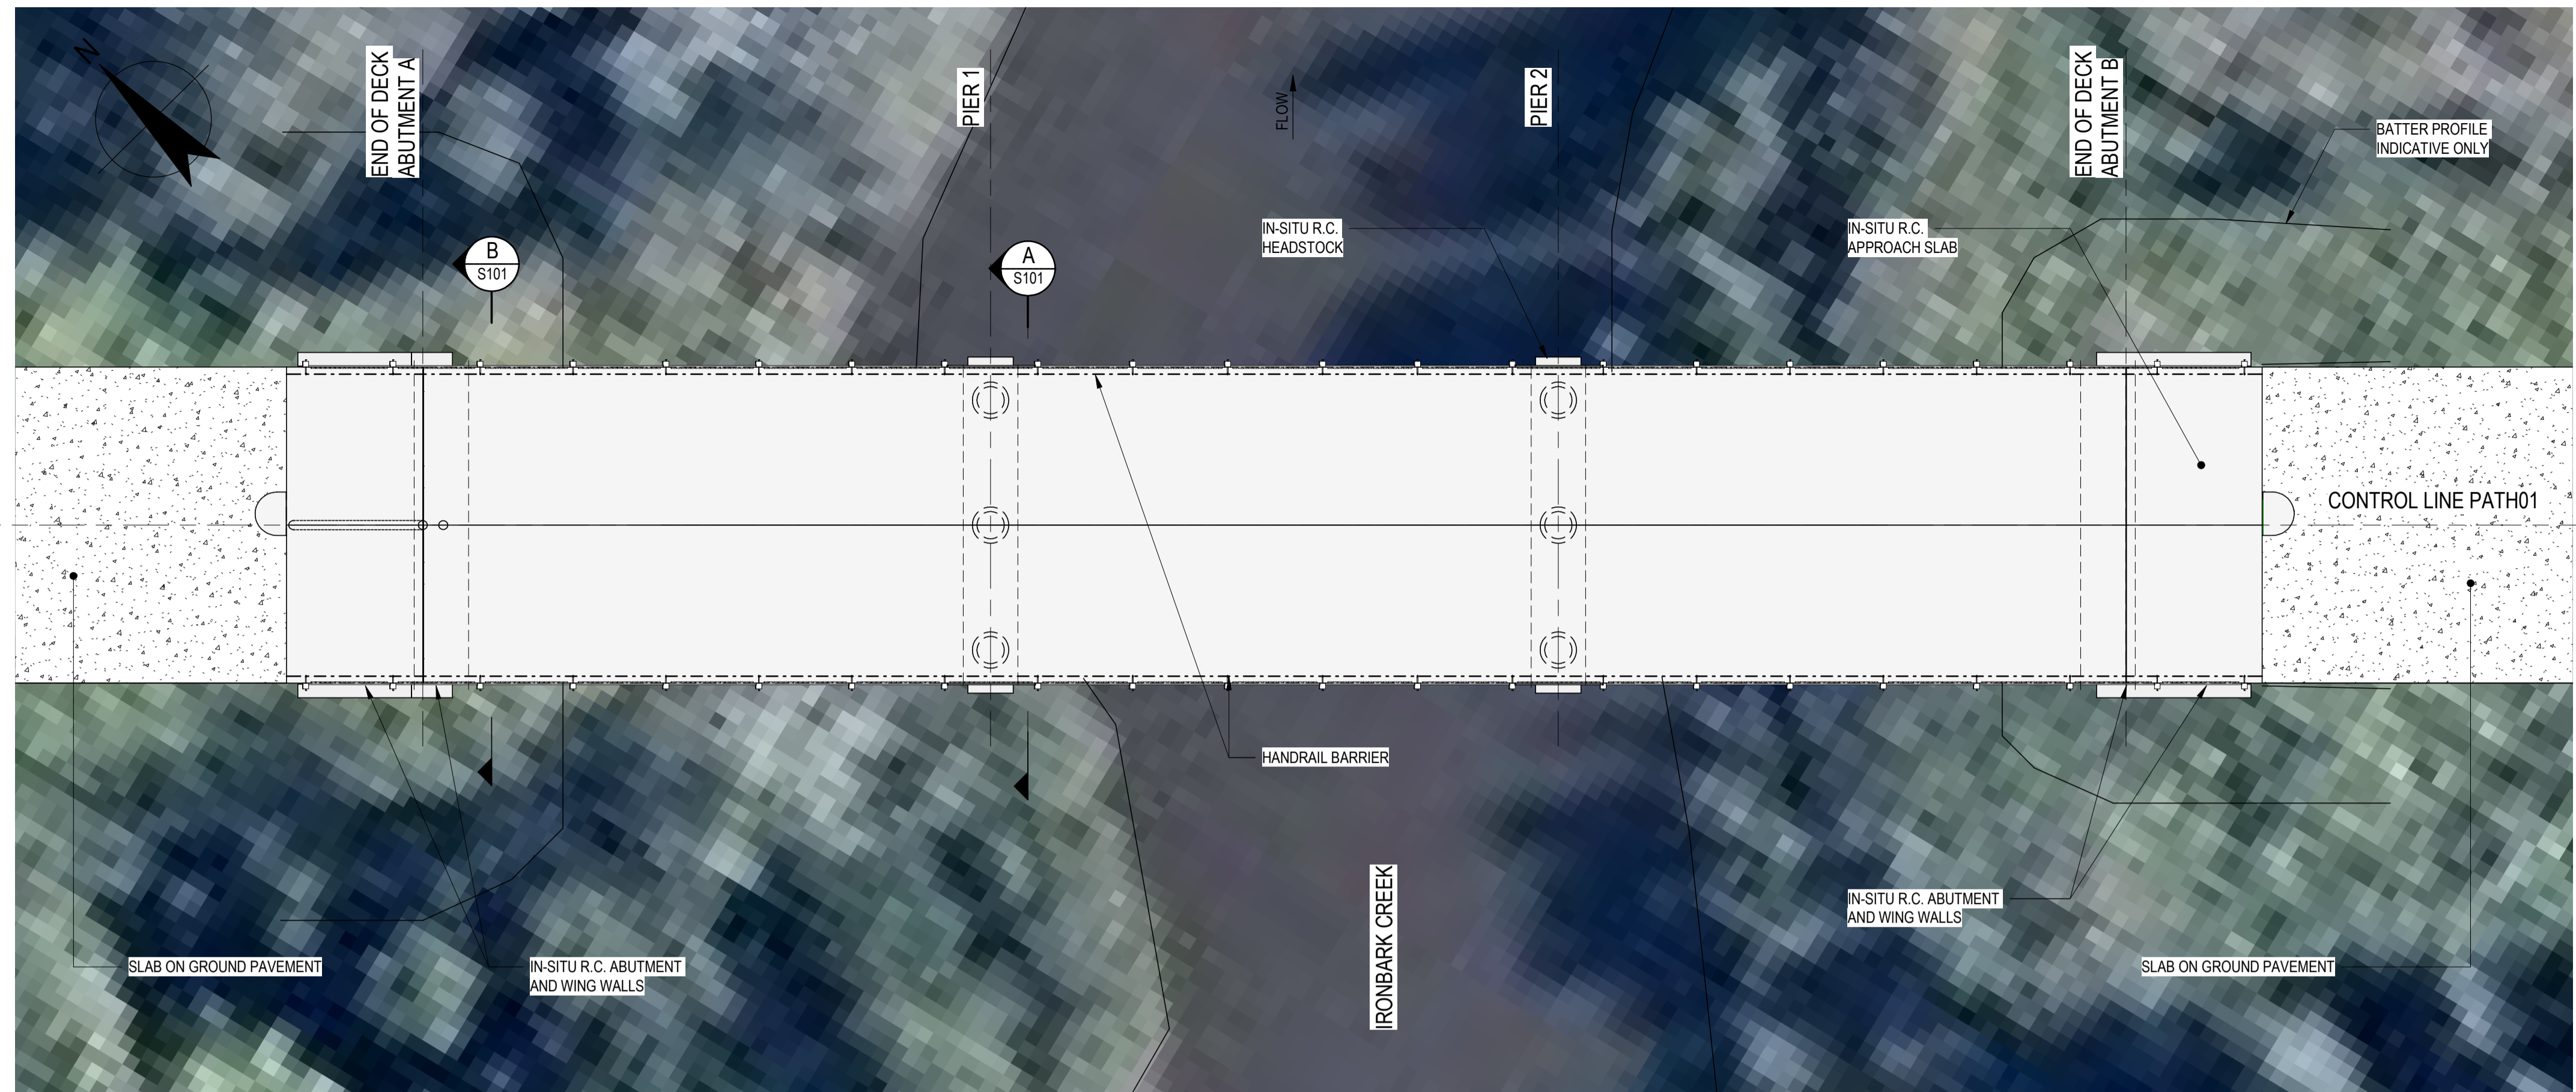 N
END OF DECK
ABUTMENT A
PIER 1
FLOW
PIER 2
END OF DECK
ABUTMENT B
BATTER PROFILE
INDICATIVE ONLY
B
S101
A
S101
IN-SITU R.C.
HEADSTOCK
IN-SITU R.C.
APPROACH SLAB
CONTROL LINE PATH01
HANDRAIL BARRIER
IRONBARK CREEK
IN-SITU R.C. ABUTMENT
AND WING WALLS
SLAB ON GROUND PAVEMENT
IN-SITU R.C. ABUTMENT
AND WING WALLS
SLAB ON GROUND PAVEMENT